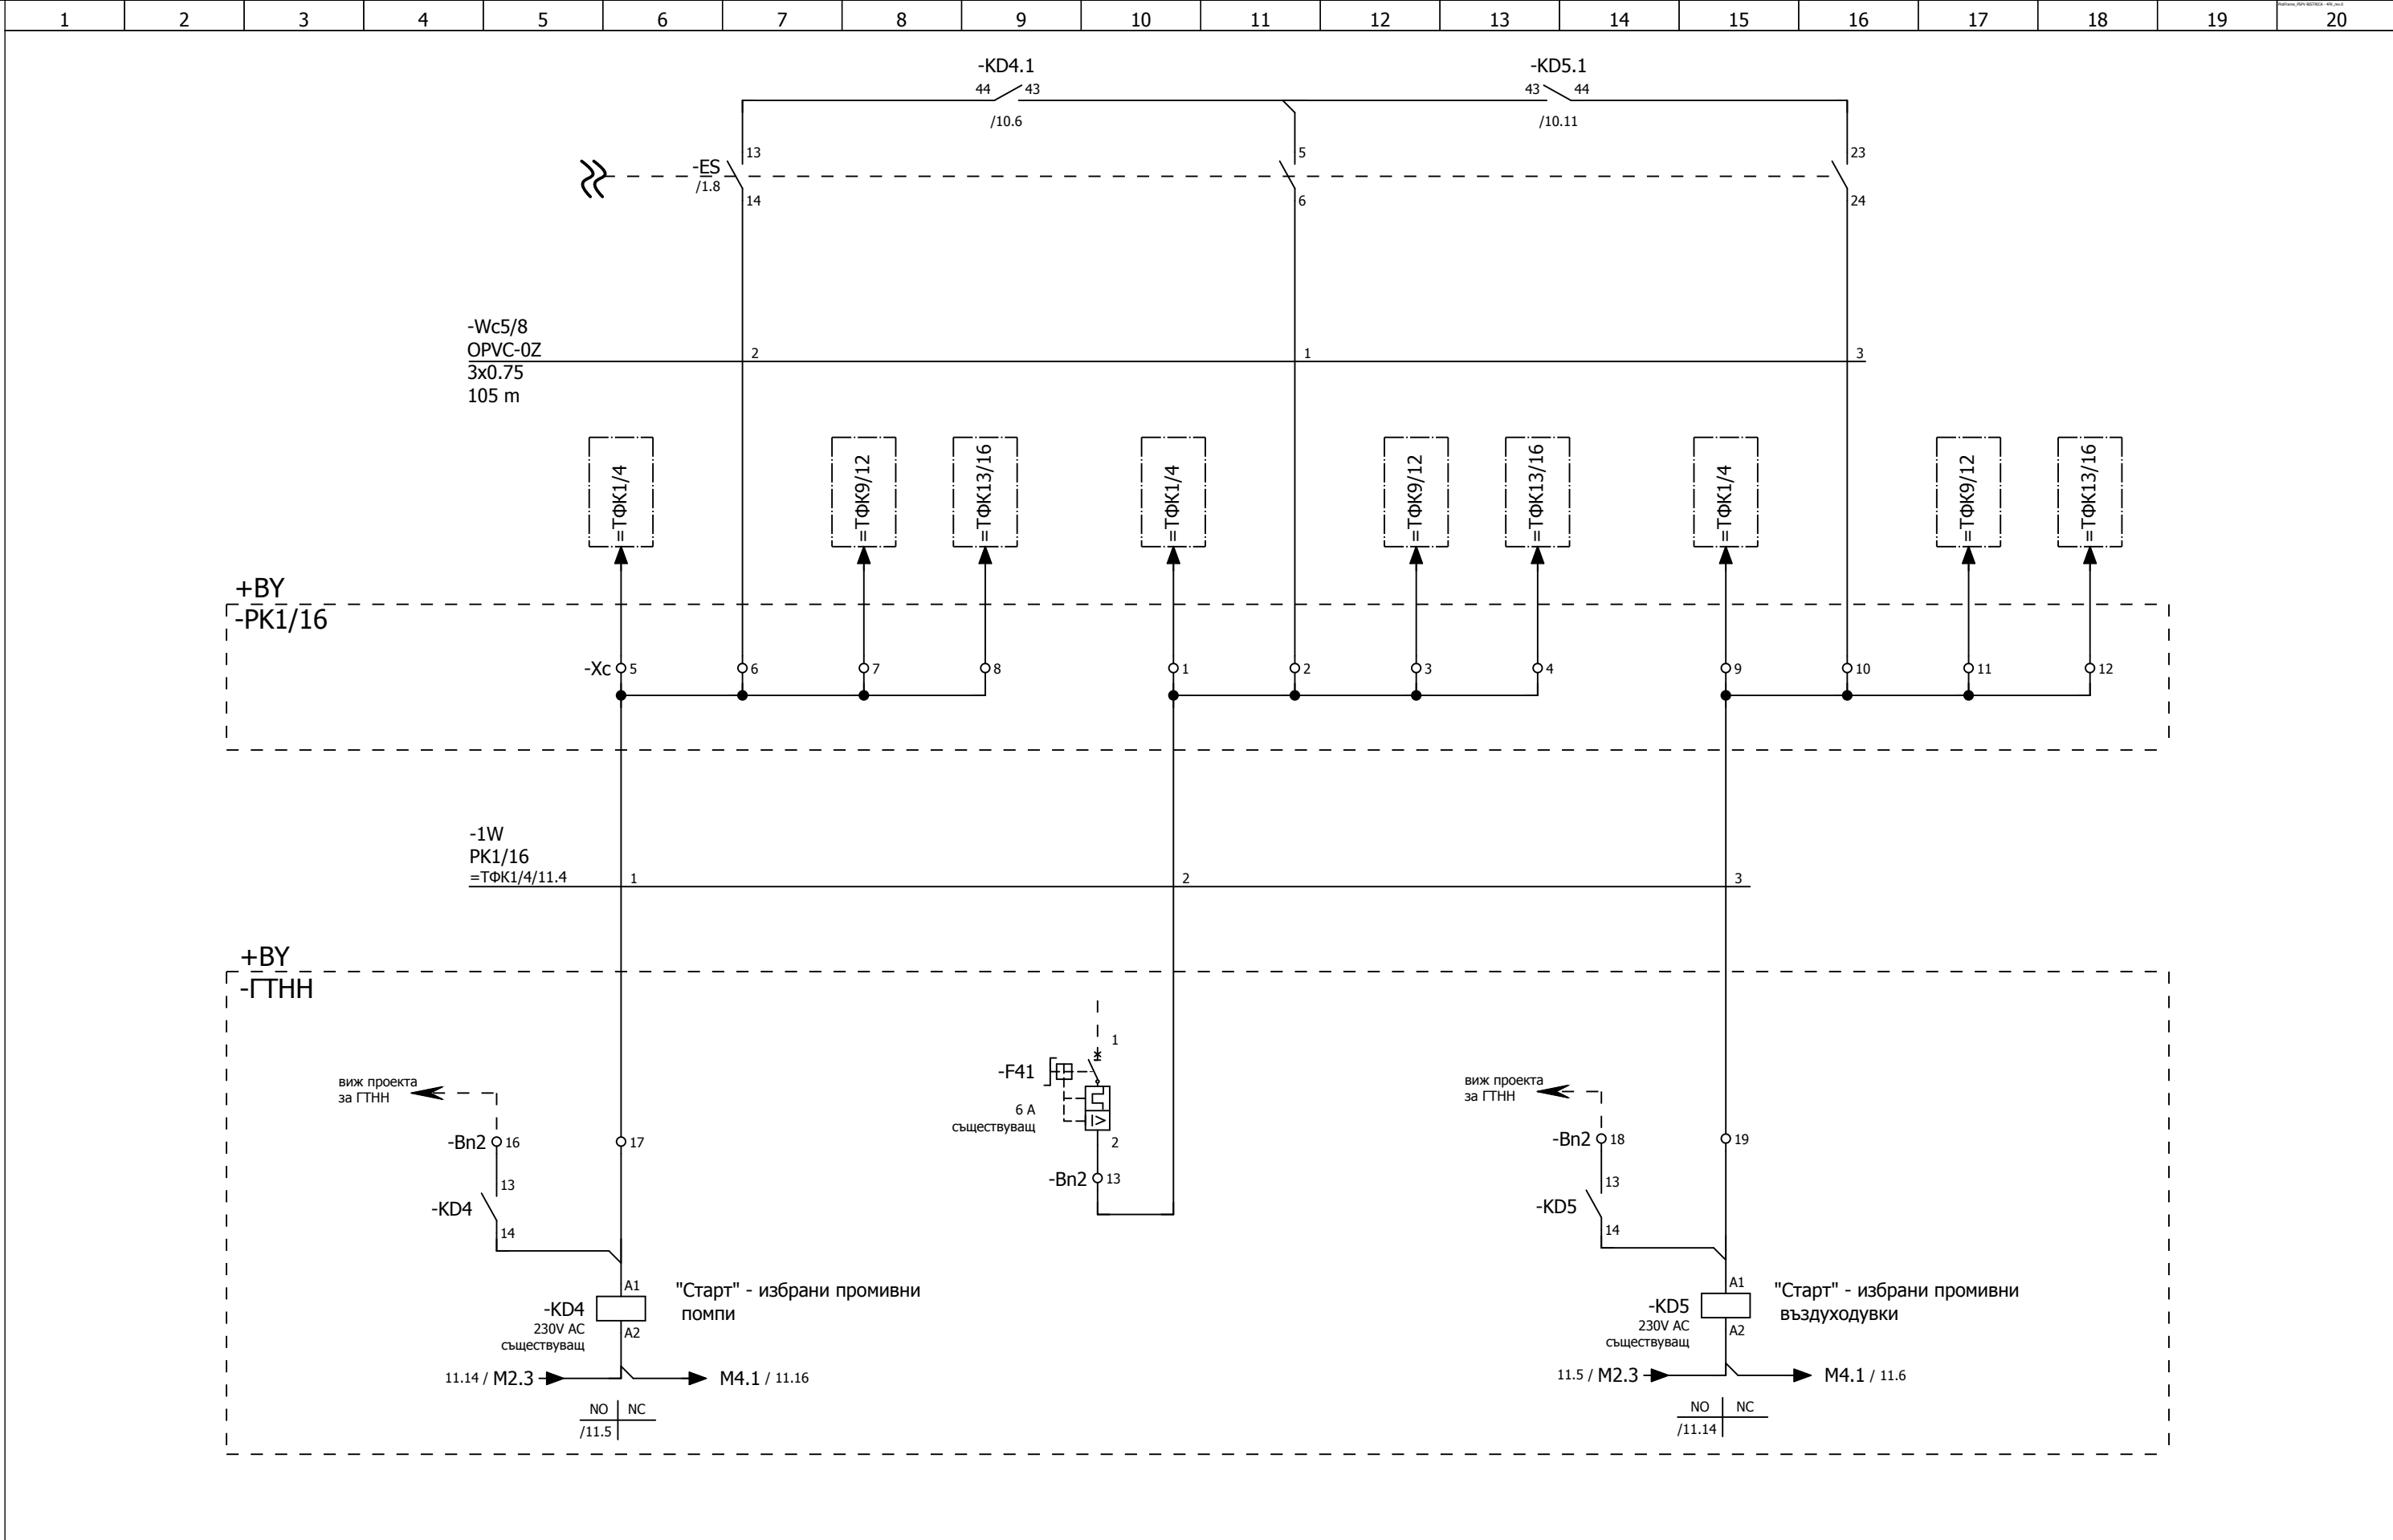 1 2 3 4 5 6 7 8 9 10 11 12 13 14 15 16 17 18 19 20
-KD4.1
44 43
/10.6
-KD5.1
43 44
/10.11
-ES
/1.8
13
14
5
6
23
24
-Wc5/8
OPVC-0Z
3x0.75
105 m
2
1
3
=ТФК1/4
=ТФК9/12
=ТФК13/16
=ТФК1/4
=ТФК9/12
=ТФК13/16
=ТФК1/4
=ТФК9/12
=ТФК13/16
+BY
-PK1/16
-Xc 5 6 7 8 1 2 3 4 9 10 11 12
-1W
PK1/16
=ТФК1/4/11.4
1
2
3
+BY
-ГТНН
виж проекта
за ГТНН
-Bn2 16
17
13
-KD4
14
A1
-KD4
230V AC
съществуващ
A2
"Старт" - избрани промивни
помпи
11.14 / M2.3
M4.1 / 11.16
NO NC
/11.5
1
-F41
6 A
съществуващ
2
-Bn2 13
виж проекта
за ГТНН
-Bn2 18
19
13
-KD5
14
A1
-KD5
230V AC
съществуващ
A2
"Старт" - избрани промивни
въздуходувки
11.5 / M2.3
M4.1 / 11.6
NO NC
/11.14